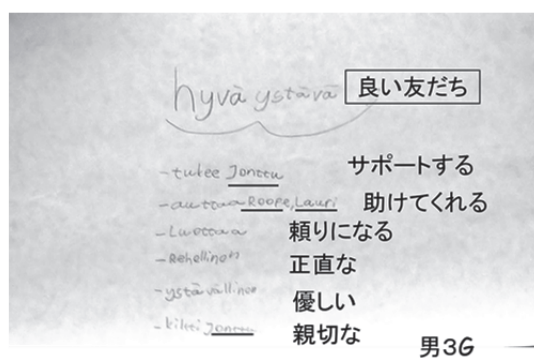 hyvä ystävä 良い友だち
- tukee Jonttu サポートする
- auttaa Roope, Lauri 助けてくれる
- Luottaa 頼りになる
- Rehellinen 正直な
- ystävällinen 優しい
- kiltti Jonttu 親切な
男3G